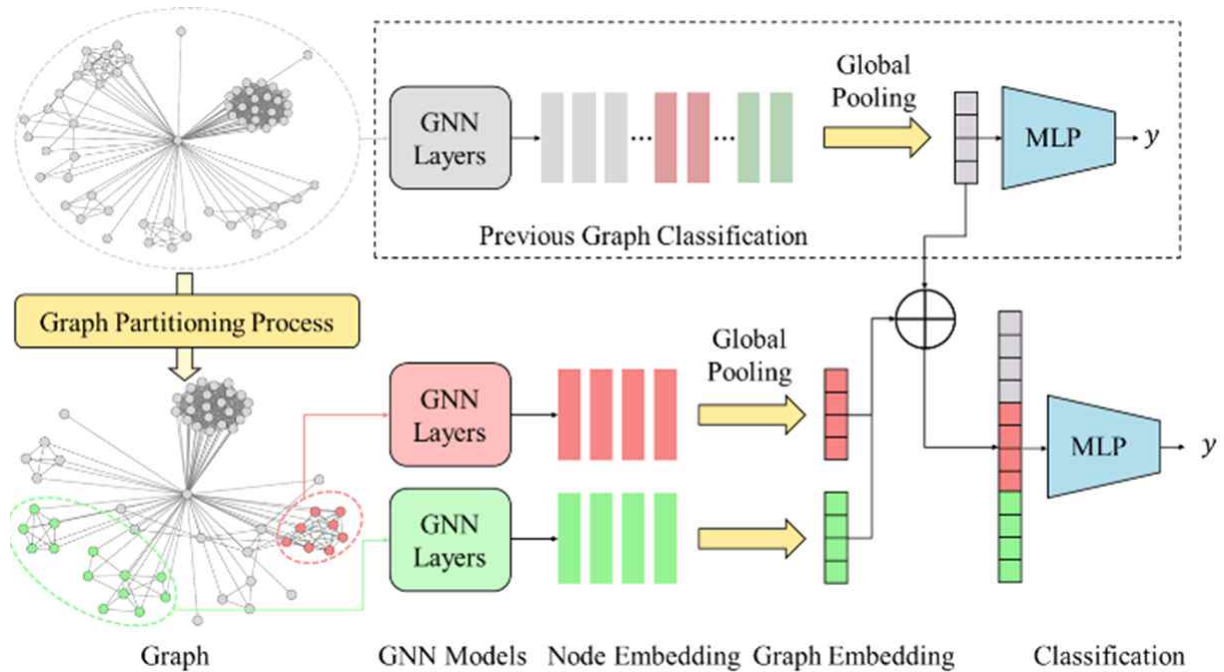 GNN
Layers
...
...
Global
Pooling
MLP
y
Previous Graph Classification
Graph Partitioning Process
GNN
Layers
Global
Pooling
MLP
y
GNN
Layers
Graph
GNN Models
Node Embedding
Graph Embedding
Classification